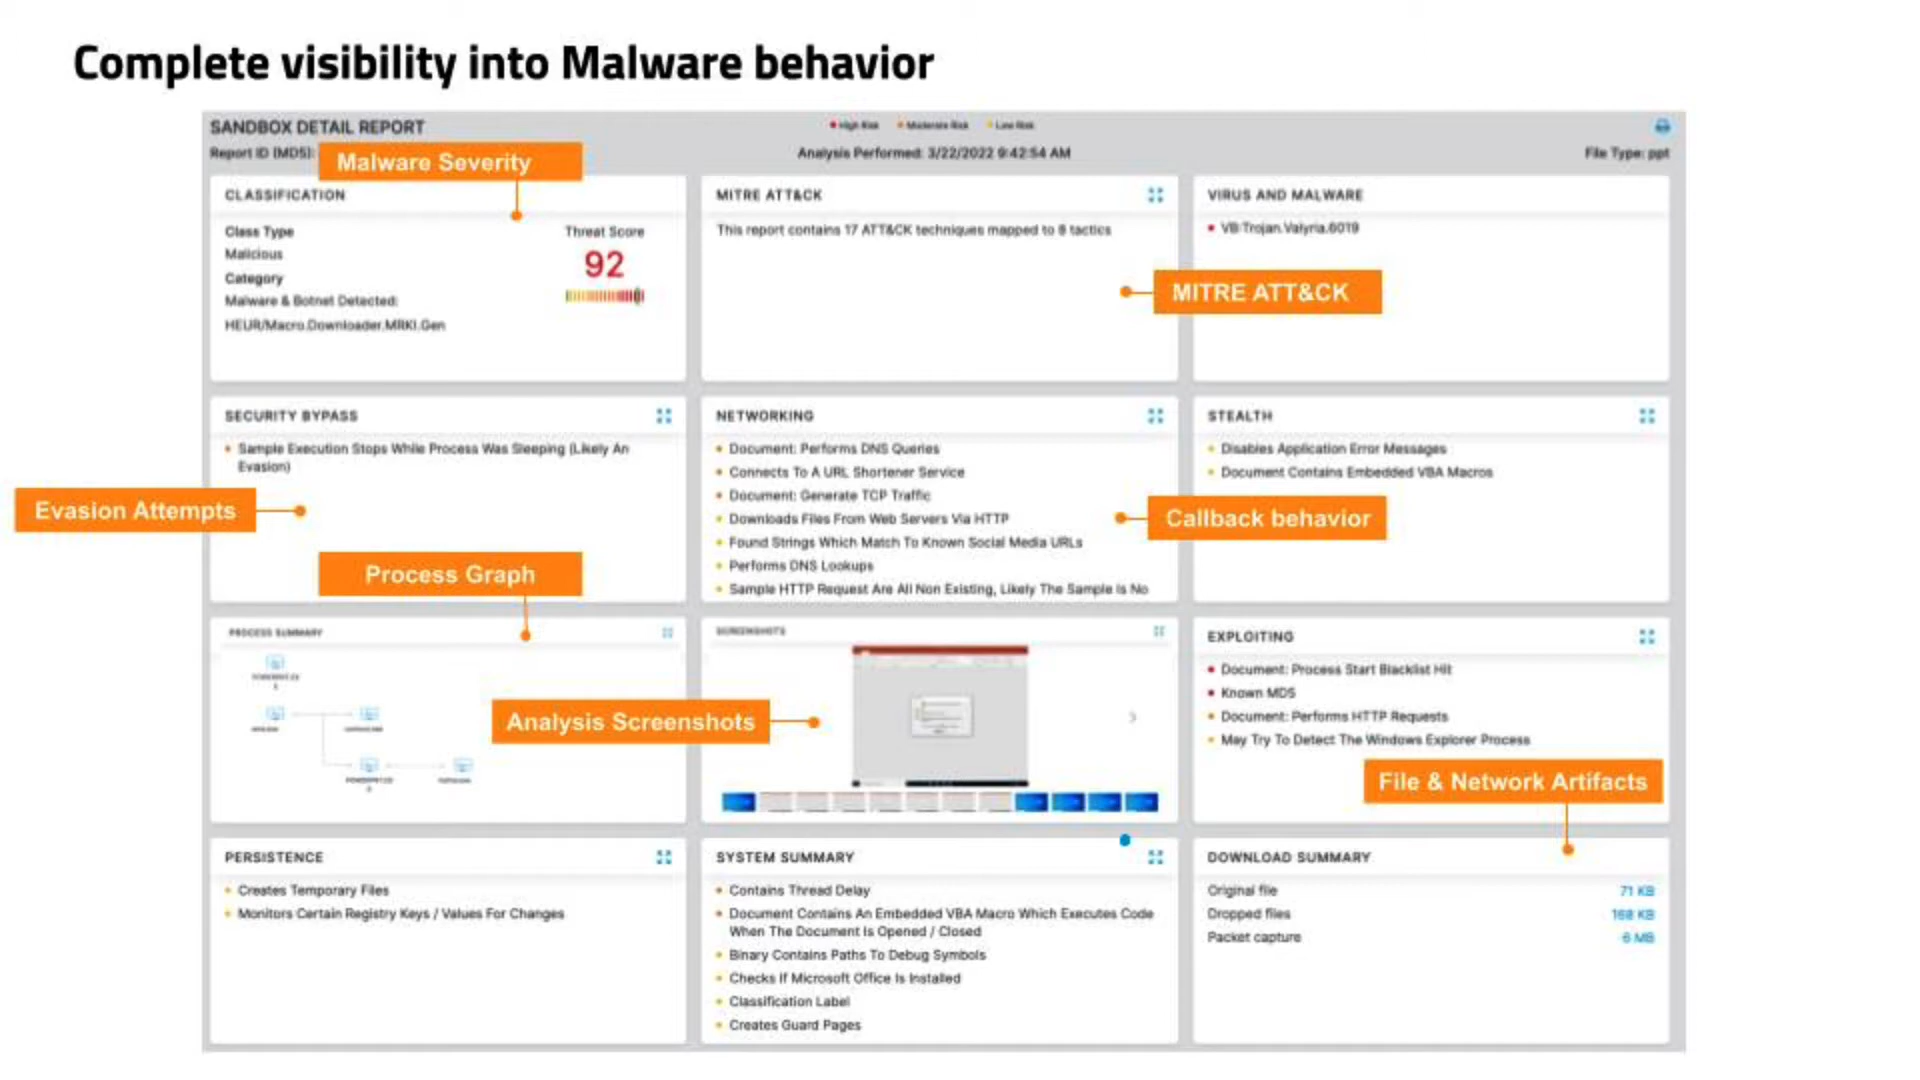 Complete visibility into Malware behavior
SANDBOX DETAIL REPORT
High Risk
Moderate Risk
Low Risk
Report ID (MD5):
Malware Severity
Analysis Performed: 3/22/2022 9:42:54 AM
File Type: ppt
CLASSIFICATION
Class Type
Malicious
Category
Malware & Botnet Detected:
HEUR/Macro.Downloader.MRKI.Gen
Threat Score
92
MITRE ATT&CK
This report contains 17 ATT&CK techniques mapped to 8 tactics
MITRE ATT&CK
VIRUS AND MALWARE
VB:Trojan.Valyria.6019
SECURITY BYPASS
Sample Execution Stops While Process Was Sleeping (Likely An
Evasion)
Evasion Attempts
NETWORKING
Document: Performs DNS Queries
Connects To A URL Shortener Service
Document: Generate TCP Traffic
Downloads Files From Web Servers Via HTTP
Found Strings Which Match To Known Social Media URLs
Performs DNS Lookups
Sample HTTP Request Are All Non Existing, Likely The Sample Is No
Callback behavior
STEALTH
Disables Application Error Messages
Document Contains Embedded VBA Macros
Process Graph
PROCESS SUMMARY
SCREENSHOTS
Analysis Screenshots
EXPLOITING
Document: Process Start Blacklist Hit
Known MD5
Document: Performs HTTP Requests
May Try To Detect The Windows Explorer Process
File & Network Artifacts
PERSISTENCE
Creates Temporary Files
Monitors Certain Registry Keys / Values For Changes
SYSTEM SUMMARY
Contains Thread Delay
Document Contains An Embedded VBA Macro Which Executes Code
When The Document Is Opened / Closed
Binary Contains Paths To Debug Symbols
Checks If Microsoft Office Is Installed
Classification Label
Creates Guard Pages
DOWNLOAD SUMMARY
Original file 71 KB
Dropped files 168 KB
Packet capture 6 MB